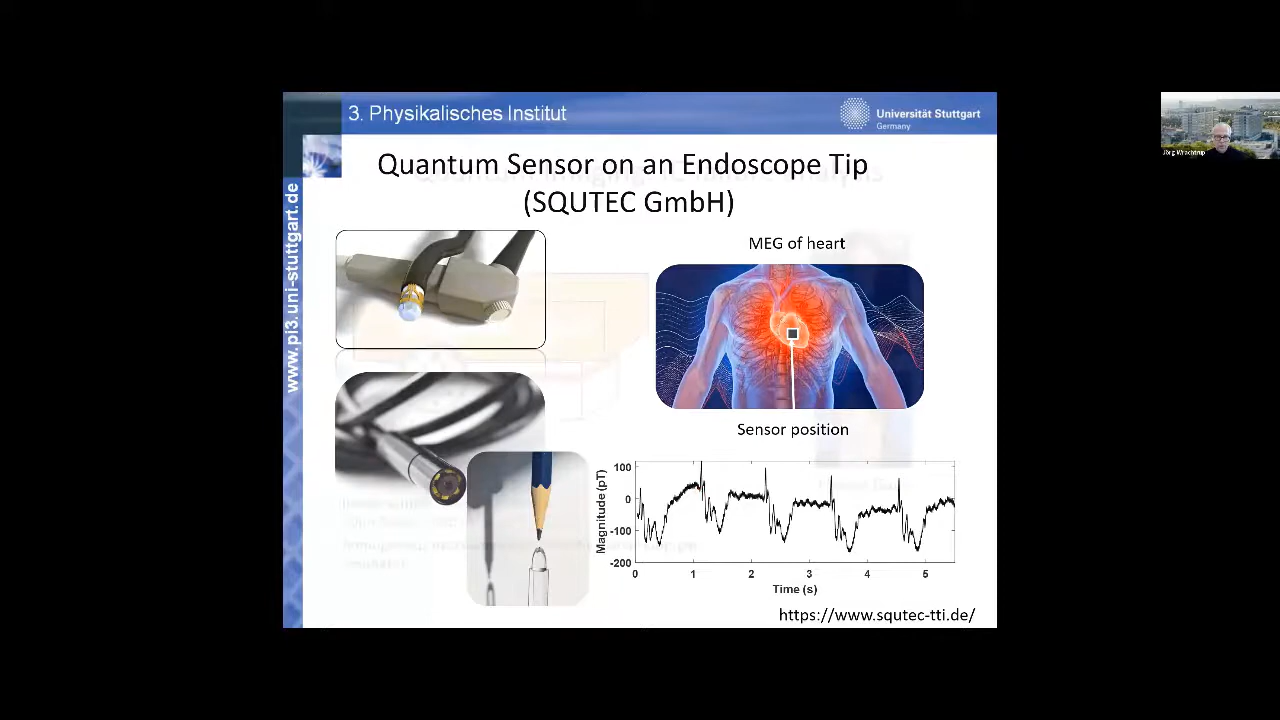 3. Physikalisches Institut
Universität Stuttgart
Germany
www.pi3.uni-stuttgart.de
Quantum Sensor on an Endoscope Tip
(SQUTEC GmbH)
MEG of heart
Sensor position
Magnitude (pT)
100
0
-100
-200
0 1 2 3 4 5
Time (s)
https://www.squtec-tti.de/
Jörg Wrachtrup